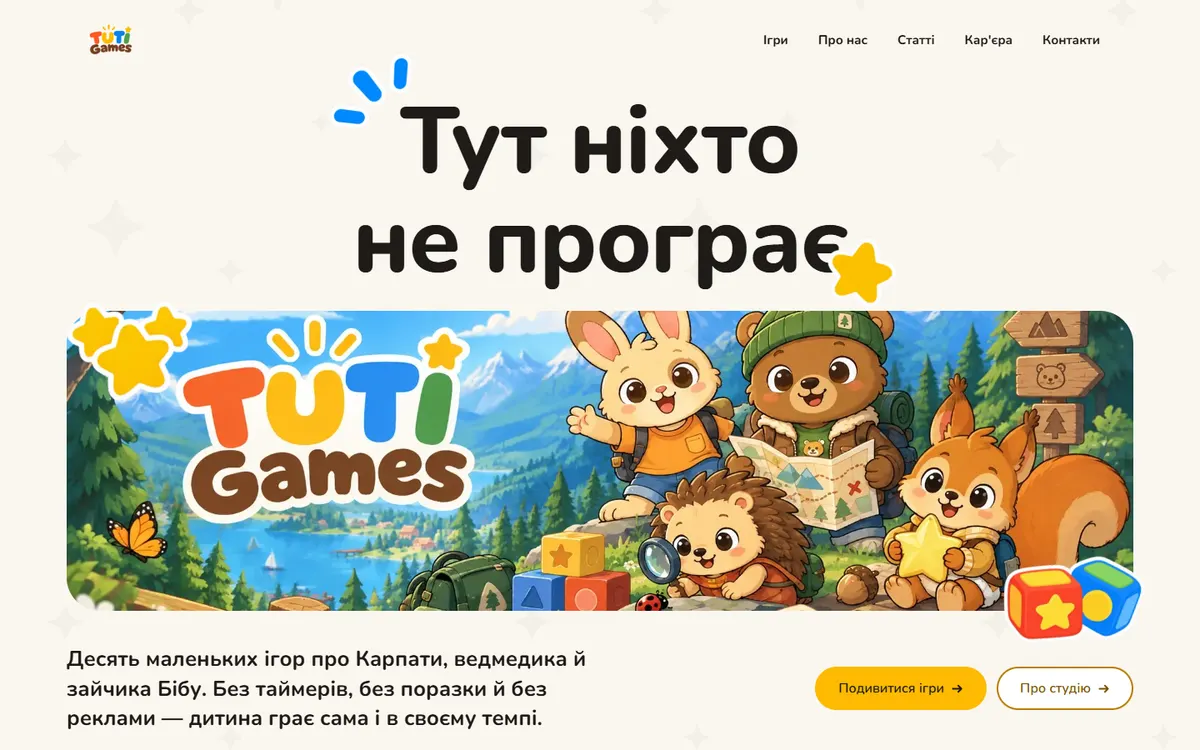 TUTI
Games
Ігри
Про нас
Статті
Кар'єра
Контакти
Тут ніхто
не програє
TUTI
Games
Десять маленьких ігор про Карпати, ведмедика й
зайчика Бібу. Без таймерів, без поразки й без
реклами — дитина грає сама і в своєму темпі.
Подивитися ігри →
Про студію →